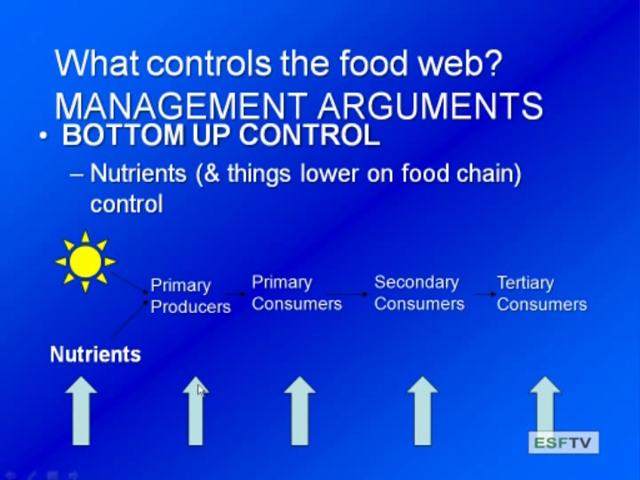 What controls the food web?
MANAGEMENT ARGUMENTS
• BOTTOM UP CONTROL
– Nutrients (& things lower on food chain)
control
Primary
Producers
Primary
Consumers
Secondary
Consumers
Tertiary
Consumers
Nutrients
ESFTV